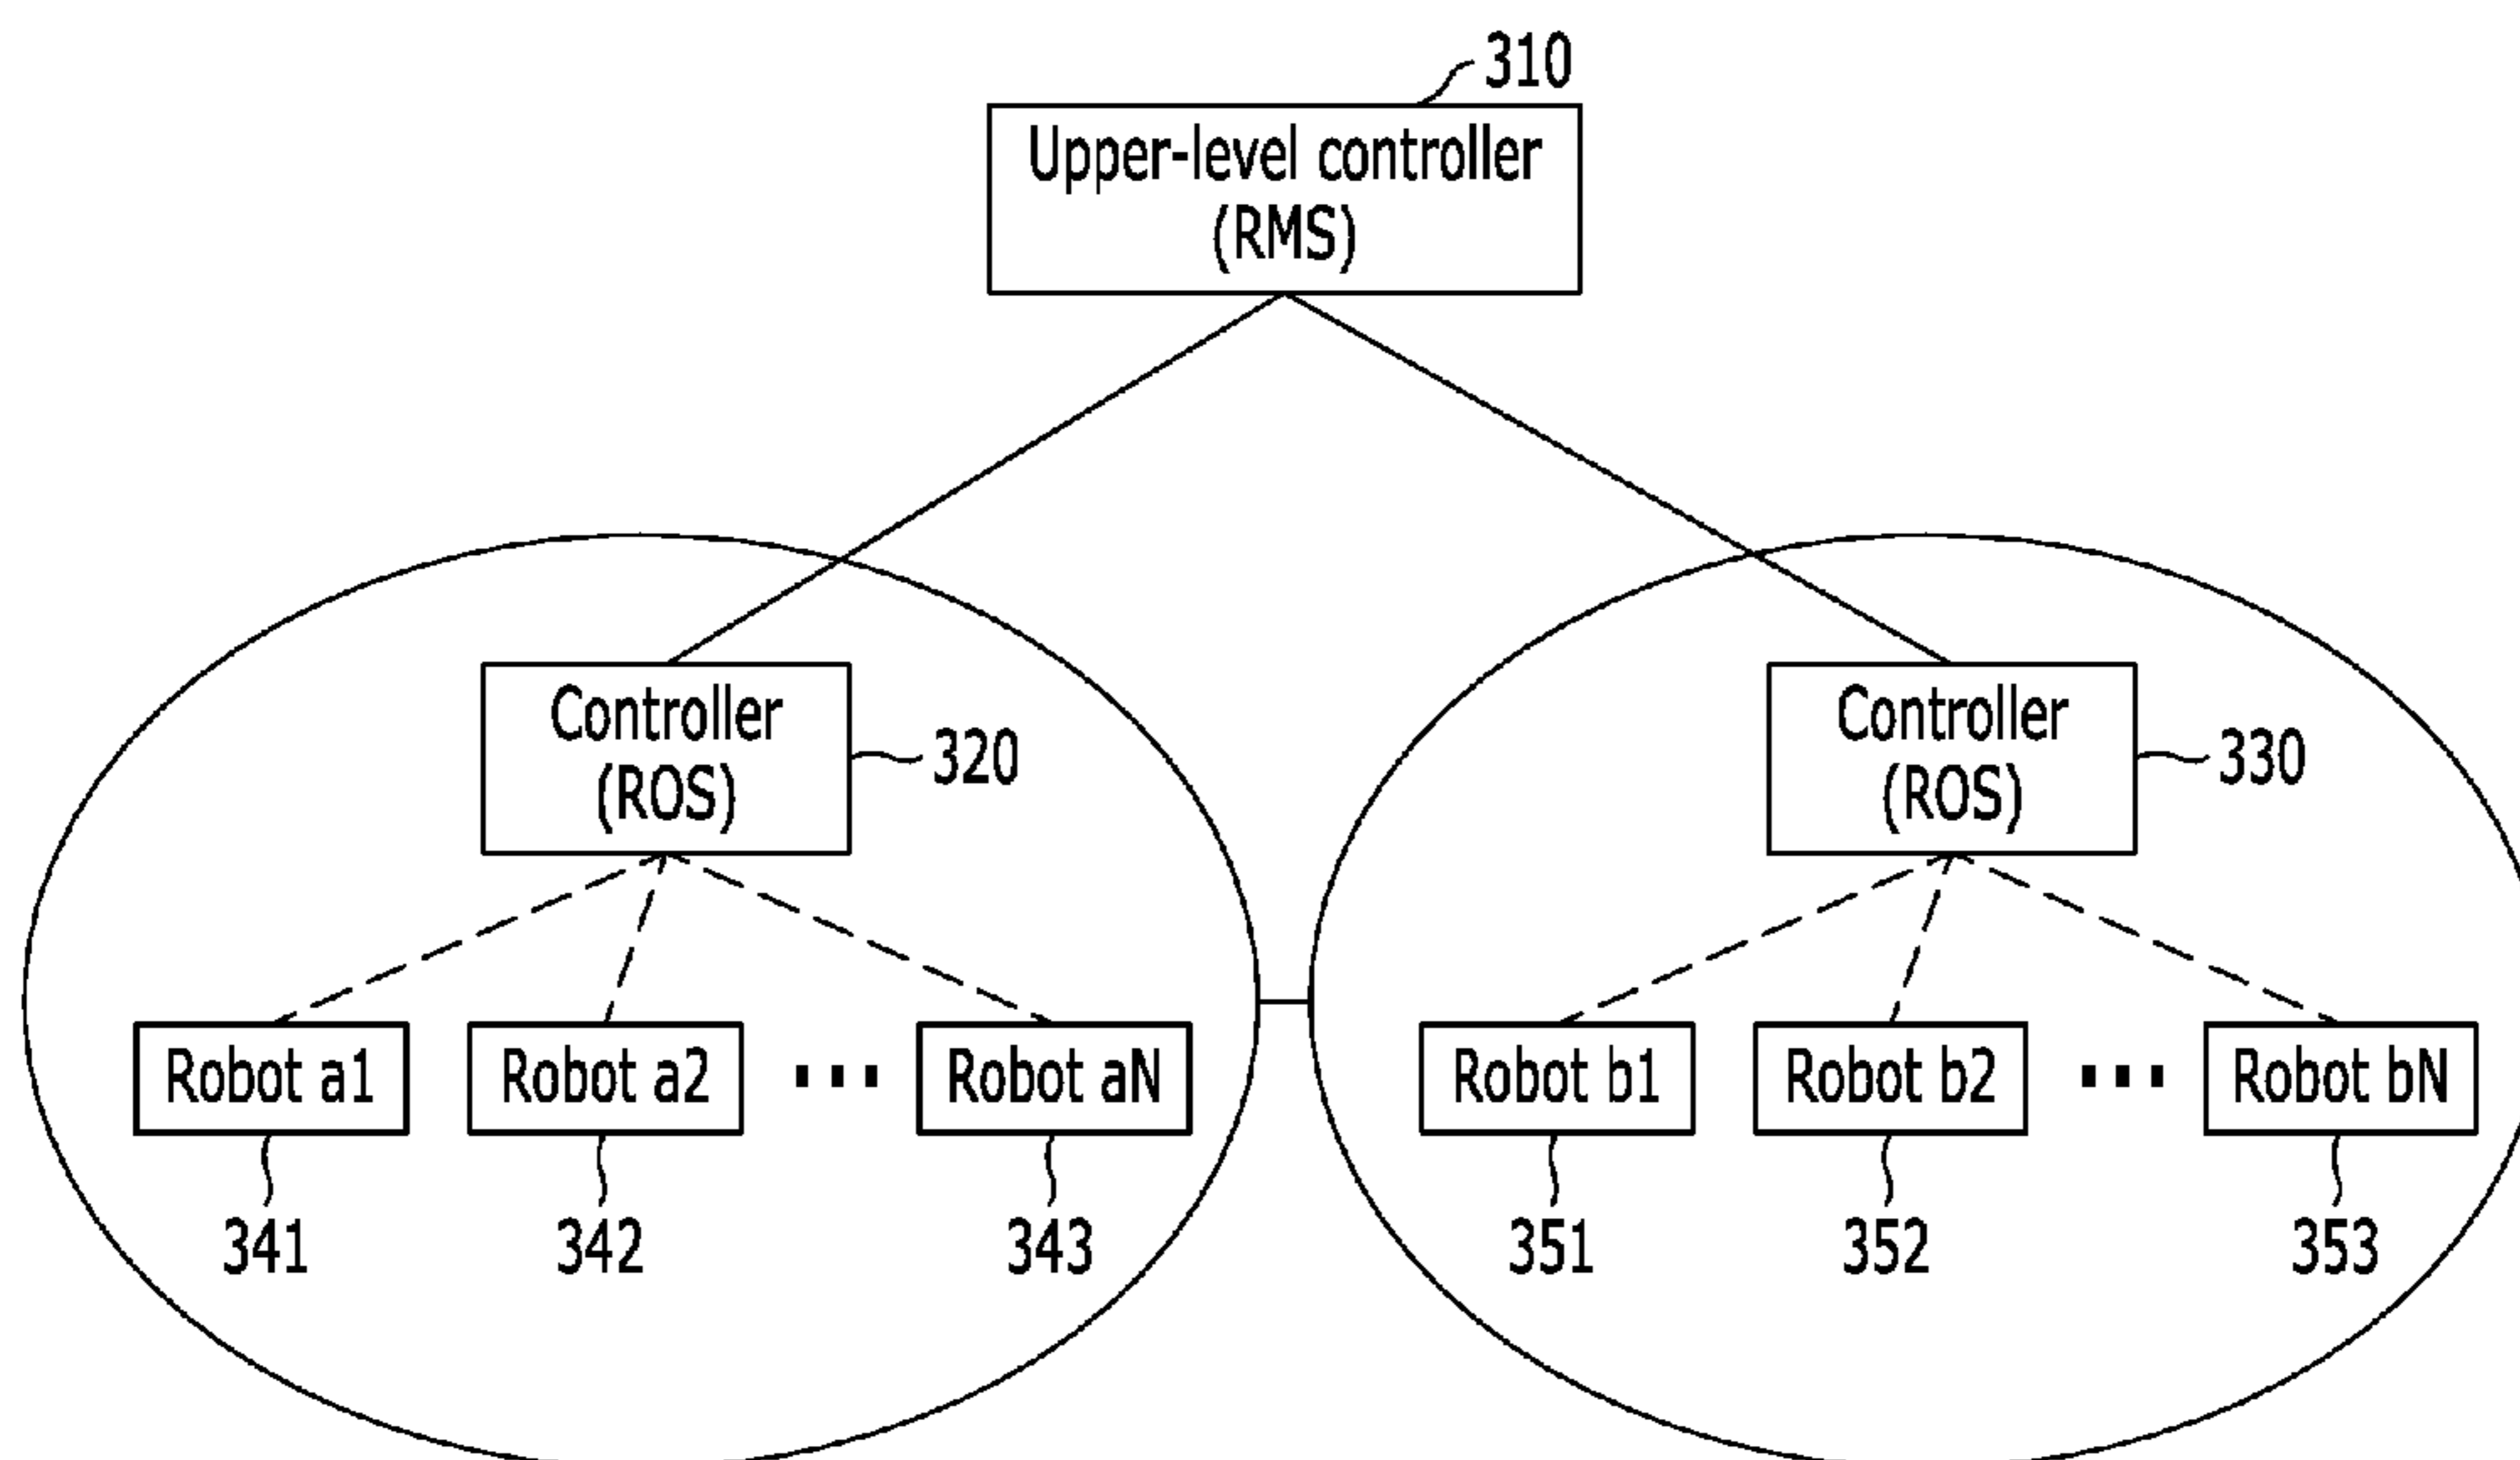 310
Upper-level controller
(RMS)
Controller
(ROS)
320
Controller
(ROS)
330
Robot a1
Robot a2
...
Robot aN
Robot b1
Robot b2
...
Robot bN
341
342
343
351
352
353